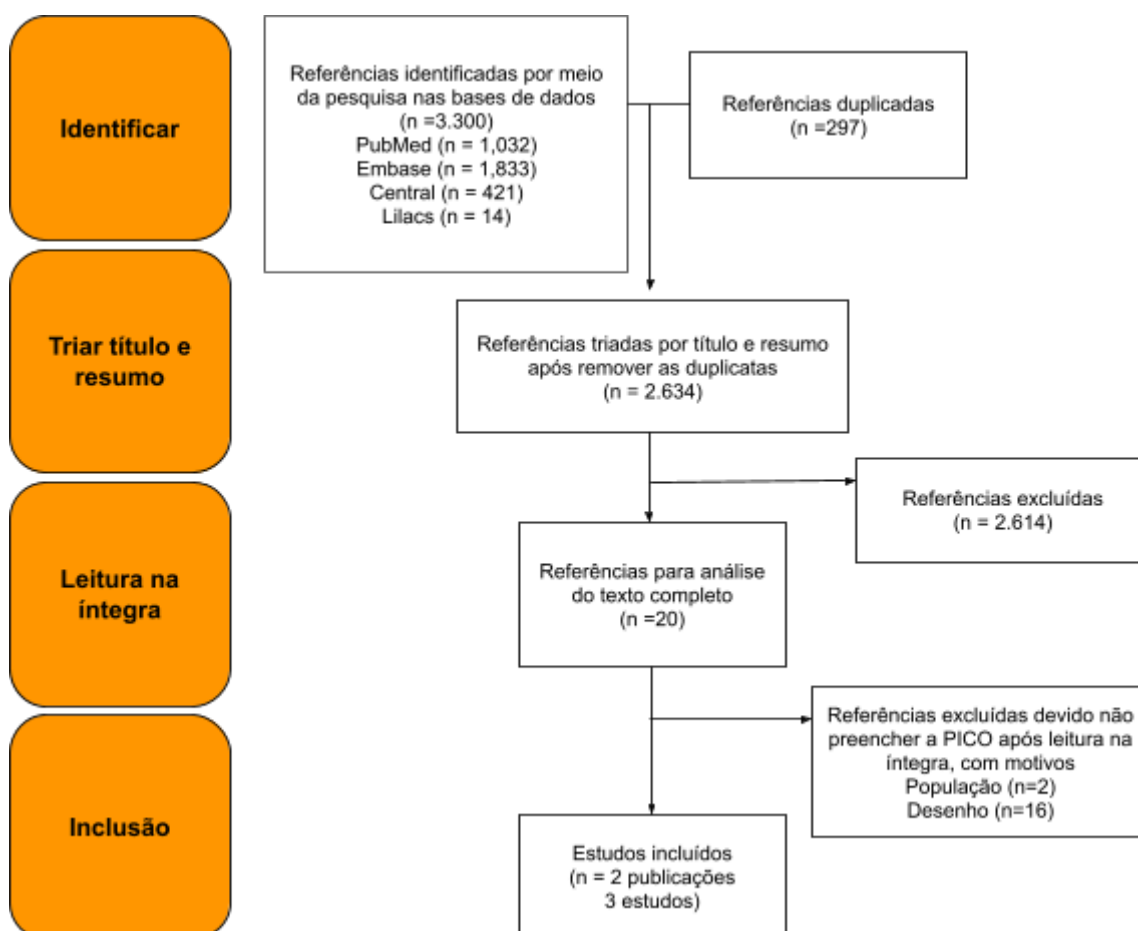 Identificar
Referências identificadas por meio
da pesquisa nas bases de dados
(n =3.300)
PubMed (n = 1,032)
Embase (n = 1,833)
Central (n = 421)
Lilacs (n = 14)
Referências duplicadas
(n =297)
Triar título e
resumo
Referências triadas por título e resumo
após remover as duplicatas
(n = 2.634)
Referências excluídas
(n = 2.614)
Leitura na
íntegra
Referências para análise
do texto completo
(n =20)
Referências excluídas devido não
preencher a PICO após leitura na
íntegra, com motivos
População (n=2)
Desenho (n=16)
Inclusão
Estudos incluídos
(n = 2 publicações
3 estudos)